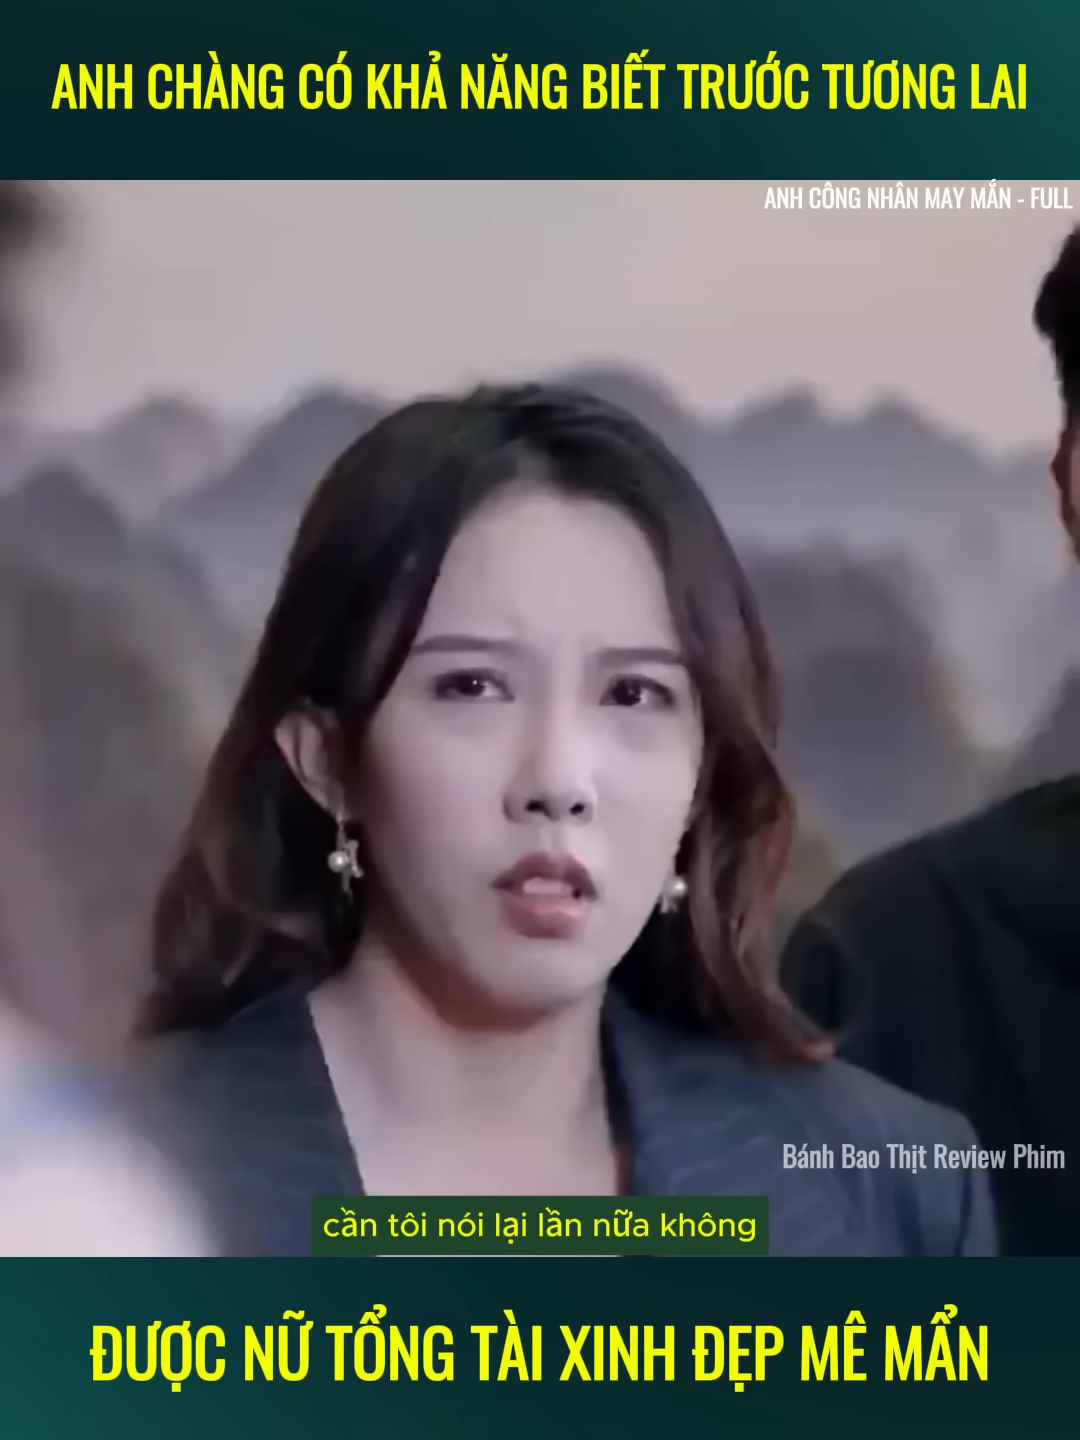 ANH CHÀNG CÓ KHẢ NĂNG BIẾT TRƯỚC TƯƠNG LAI
ANH CÔNG NHÂN MAY MẮN - FULL
Bánh Bao Thịt Review Phim
cần tôi nói lại lần nữa không
ĐƯỢC NỮ TỔNG TÀI XINH ĐẸP MÊ MẨN